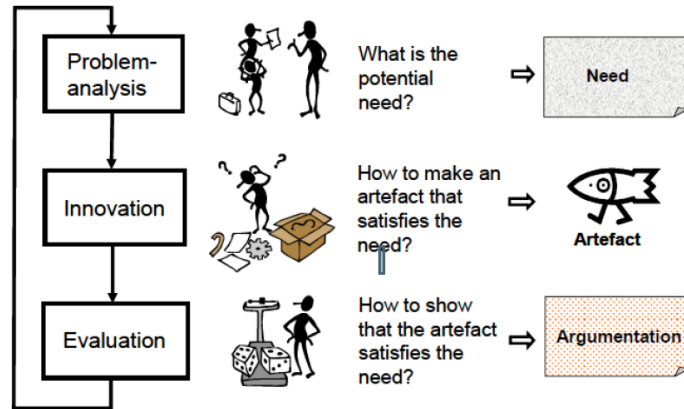 Problem-
analysis
What is the
potential
need?
Need
? ?
Innovation
How to make an
artefact that
satisfies the
need?
Artefact
Evaluation
How to show
that the artefact
satisfies the
need?
Argumentation